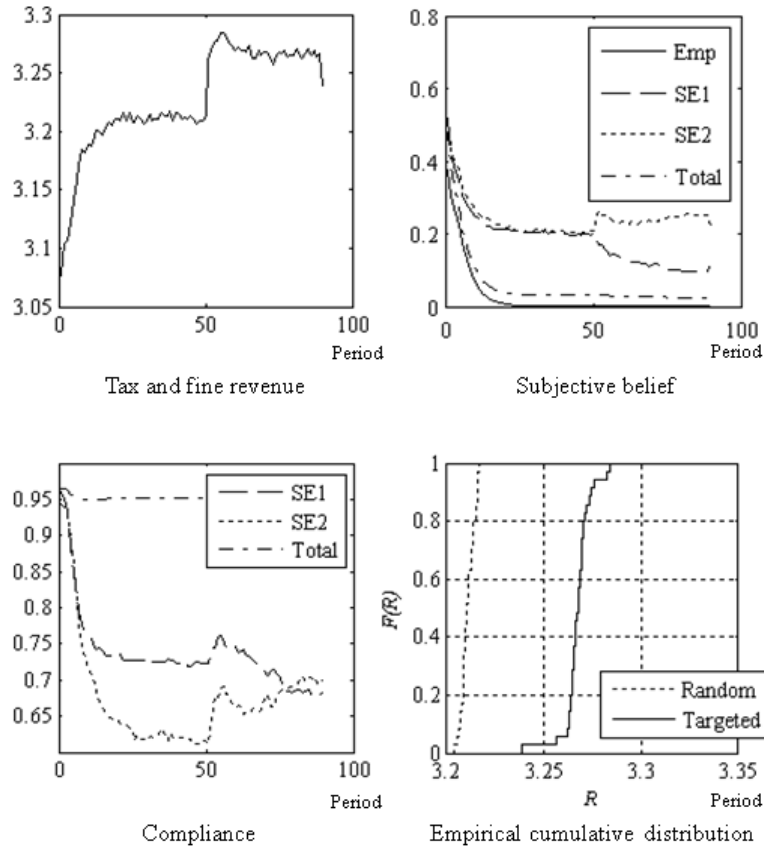 3.3
3.25
3.2
3.15
3.1
3.05
0
50
100
Period
Tax and fine revenue
0.8
0.6
0.4
0.2
0
0
50
100
Emp
SE1
SE2
Total
Period
Subjective belief
0.95
0.9
0.85
0.8
0.75
0.7
0.65
0
50
100
SE1
SE2
Total
Period
Compliance
1
0.8
0.6
0.4
0.2
0
F(R)
3.2
3.25
3.3
3.35
Random
Targeted
R
Period
Empirical cumulative distribution